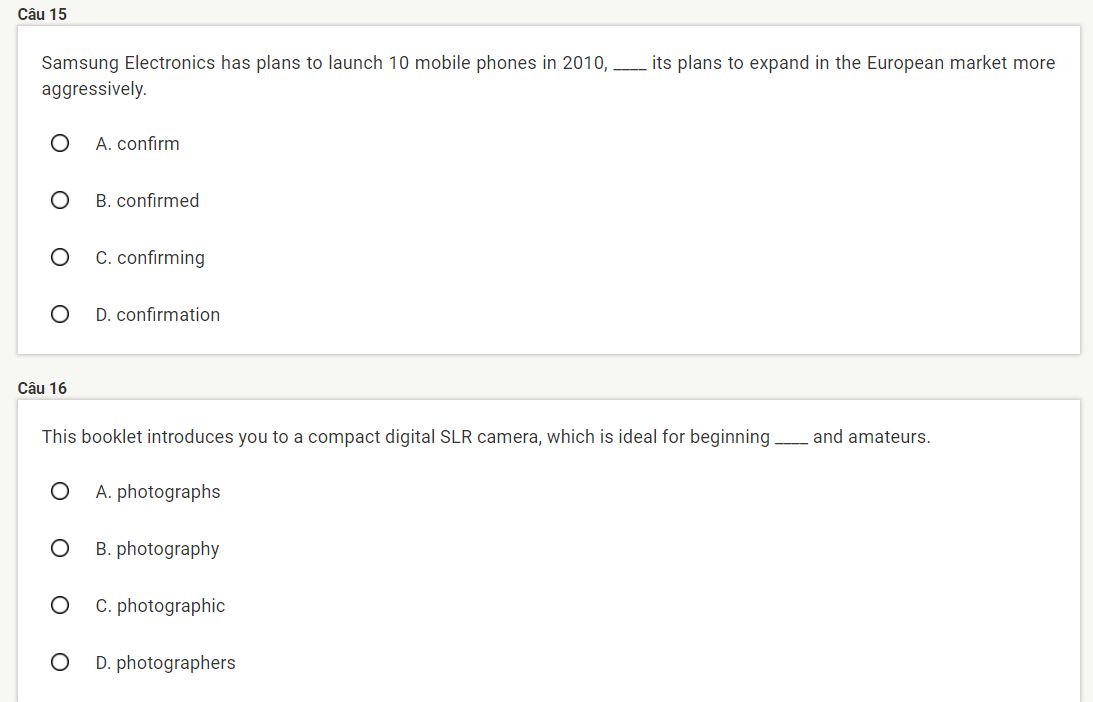 Câu 15
Samsung Electronics has plans to launch 10 mobile phones in 2010, ____ its plans to expand in the European market more
aggressively.
A. confirm
B. confirmed
C. confirming
D. confirmation
Câu 16
This booklet introduces you to a compact digital SLR camera, which is ideal for beginning ____ and amateurs.
A. photographs
B. photography
C. photographic
D. photographers